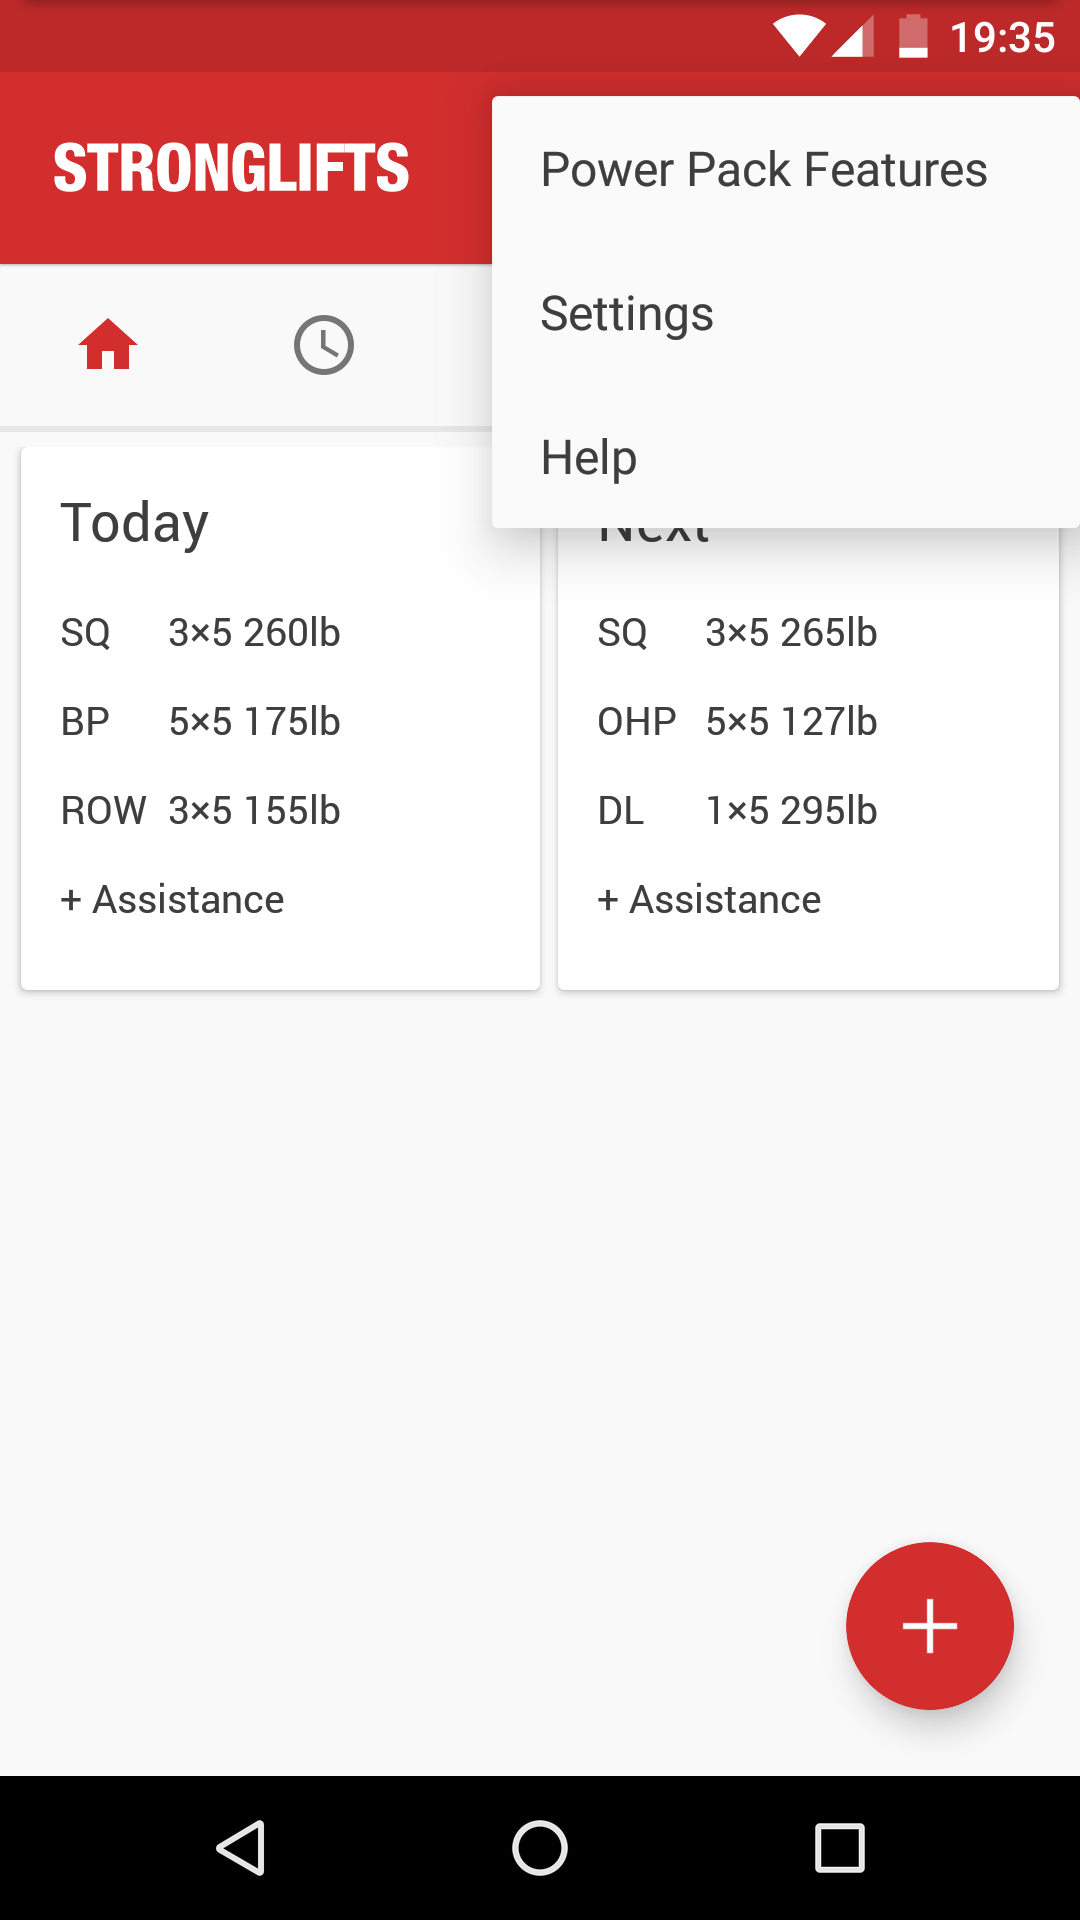 19:35
STRONGLIFTS
Power Pack Features
Settings
Help
Today
SQ 3×5 260lb
BP 5×5 175lb
ROW 3×5 155lb
+ Assistance
Next
SQ 3×5 265lb
OHP 5×5 127lb
DL 1×5 295lb
+ Assistance